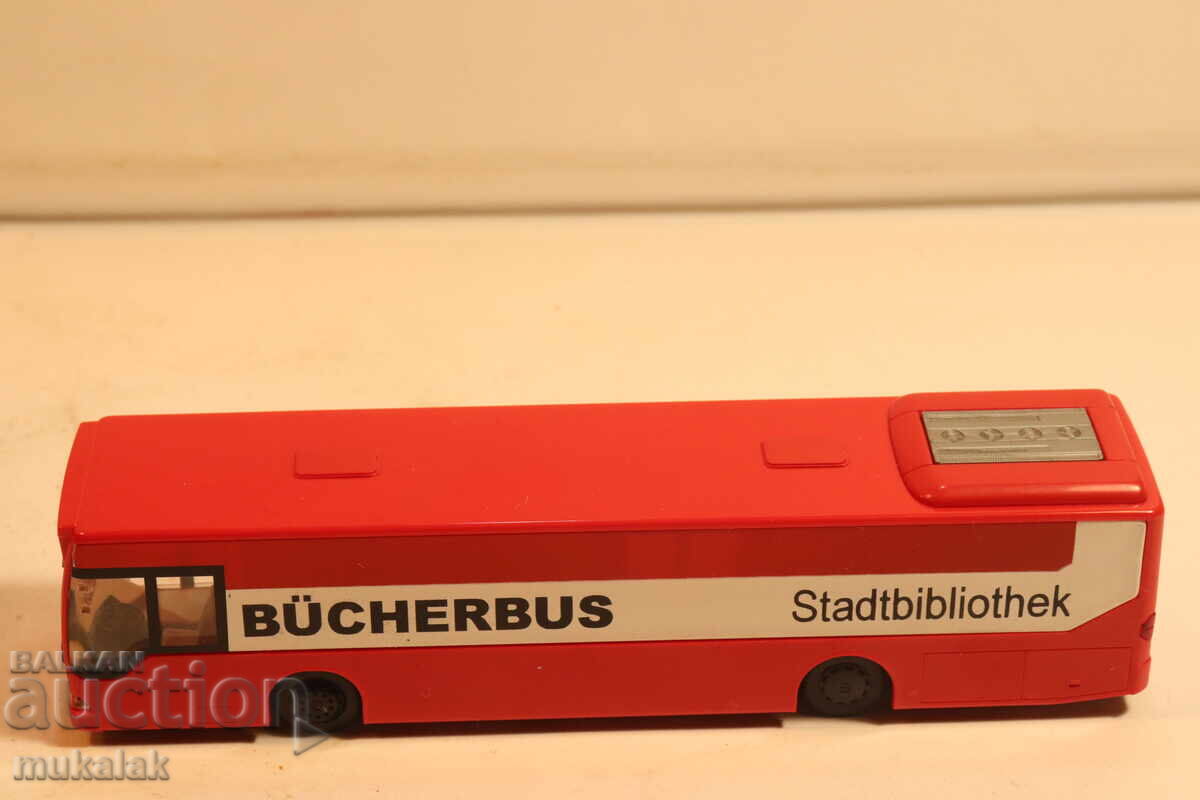 BÜCHERBUS Stadtbibliothek
BALKAN
auction
mukalak